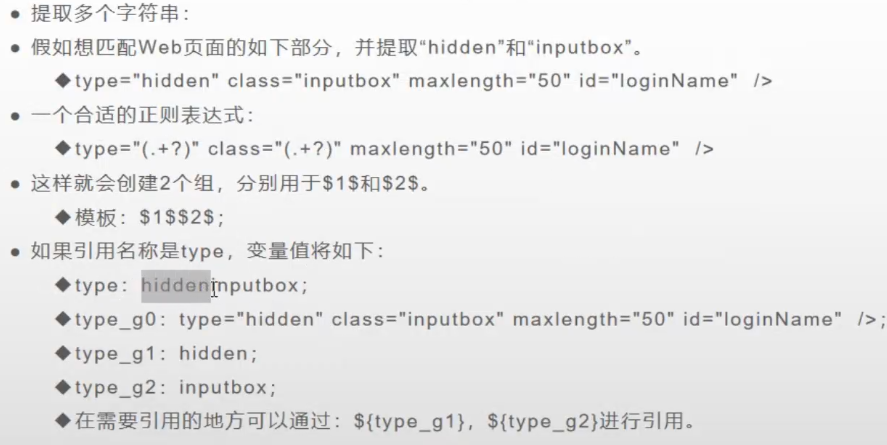 ● 提取多个字符串：
● 假如想匹配Web页面的如下部分，并提取“hidden”和“inputbox”。
◆type="hidden" class="inputbox" maxlength="50" id="loginName" />
● 一个合适的正则表达式：
◆type="(.+?)" class="(.+?)" maxlength="50" id="loginName" />
● 这样就会创建2个组，分别用于$1$和$2$。
◆模板：$1$$2$；
● 如果引用名称是type，变量值将如下：
◆type：hiddeninputbox；
◆type_g0：type="hidden" class="inputbox" maxlength="50" id="loginName" />；
◆type_g1：hidden；
◆type_g2：inputbox；
◆在需要引用的地方可以通过：${type_g1}，${type_g2}进行引用。